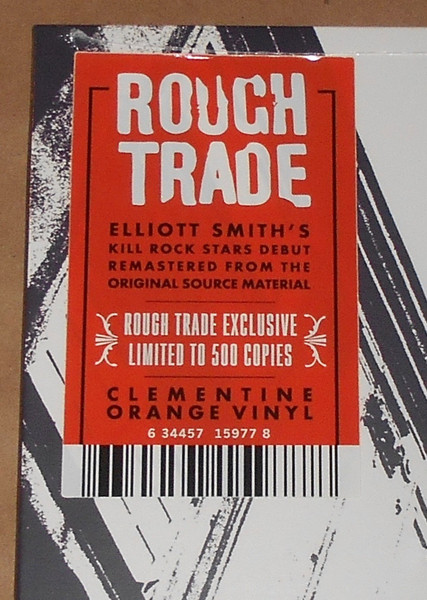 ROUGH
TRADE
ELLIOTT SMITH'S
KILL ROCK STARS DEBUT
REMASTERED FROM THE
ORIGINAL SOURCE MATERIAL
ROUGH TRADE EXCLUSIVE
LIMITED TO 500 COPIES
CLEMENTINE
ORANGE VINYL
6 34457 15977 8